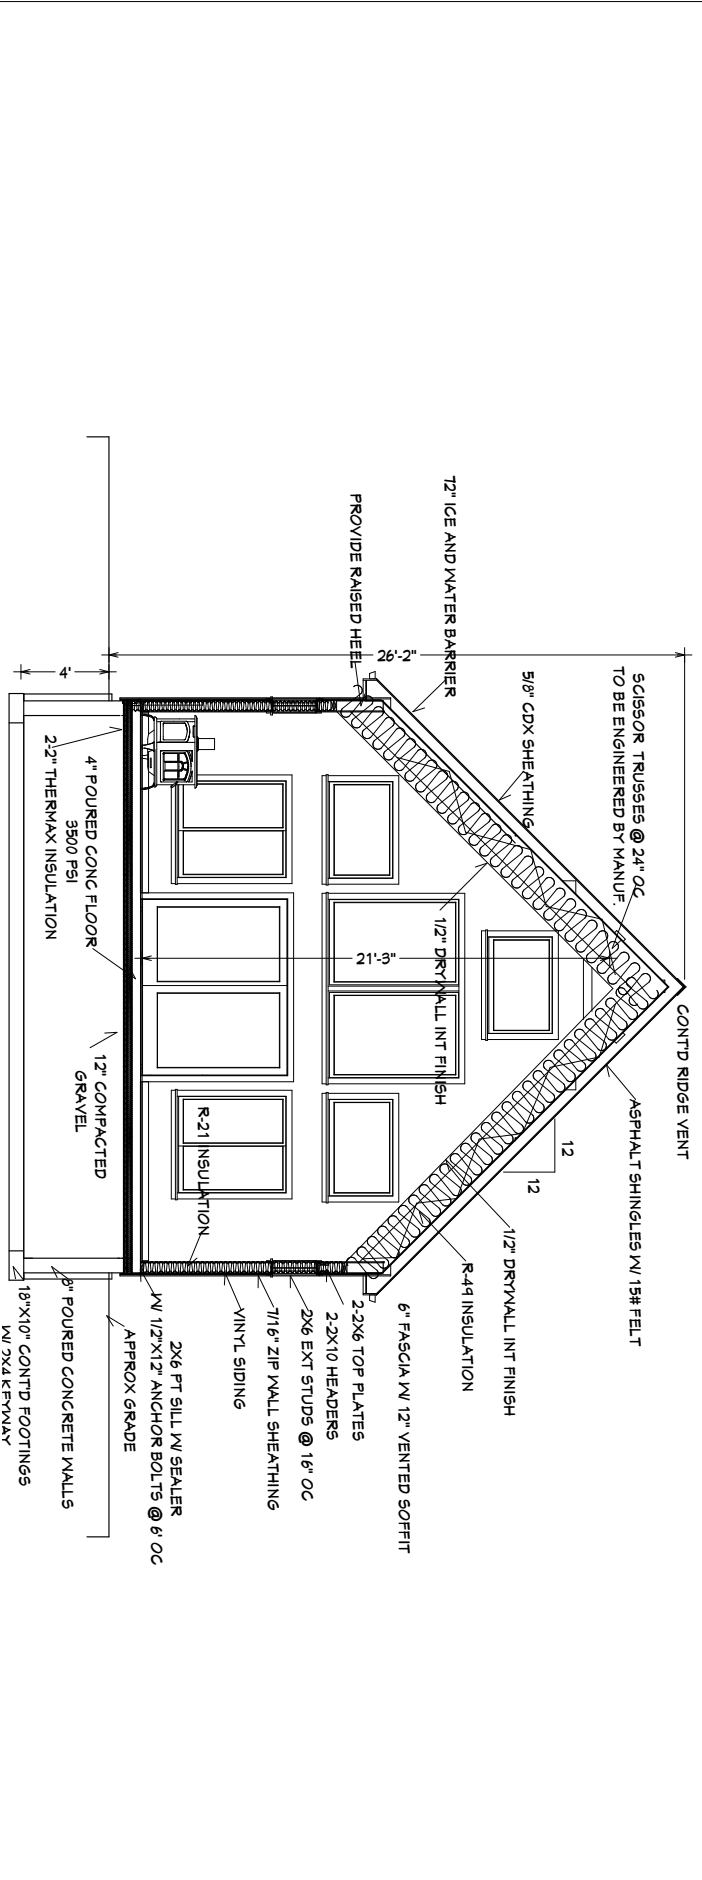 CONT'D RIDGE VENT
SCISSOR TRUSSES @ 24" OC
TO BE ENGINEERED BY MANUF.
5/8" CDX SHEATHING
72" ICE AND WATER BARRIER
PROVIDE RAISED HEEL
26'-2"
4'
21'-3"
ASPHALT SHINGLES W/ 15# FELT
12
12
1/2" DRYWALL INT FINISH
1/2" DRYWALL INT FINISH
R-49 INSULATION
6" FASCIA W/ 12" VENTED SOFFIT
2-2X6 TOP PLATES
2-2X10 HEADERS
2X6 EXT STUDS @ 16" OC
7/16" ZIP WALL SHEATHING
VINYL SIDING
R-21 INSULATION
2X6 PT SILL W/ SEALER
W/ 1/2"X12" ANCHOR BOLTS @ 6' OC
APPROX GRADE
12" COMPACTED
GRAVEL
4" POURED CONC FLOOR
3500 PSI
2-2" THERMAX INSULATION
8" POURED CONCRETE WALLS
18"X10" CONT'D FOOTINGS
W/ 2X4 KEYWAY